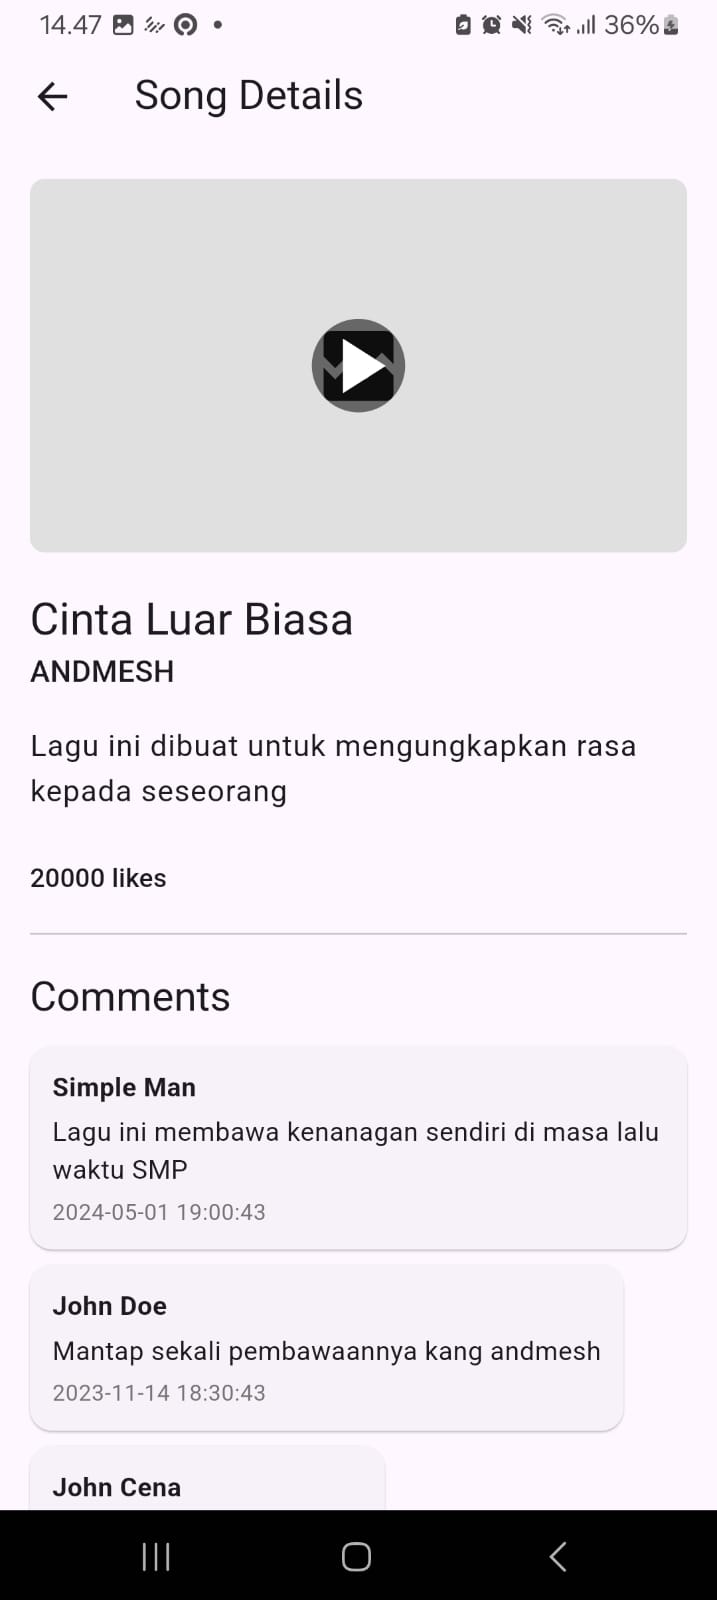 14.47
36%
Song Details
Cinta Luar Biasa
ANDMESH
Lagu ini dibuat untuk mengungkapkan rasa
kepada seseorang
20000 likes
Comments
Simple Man
Lagu ini membawa kenanagan sendiri di masa lalu
waktu SMP
2024-05-01 19:00:43
John Doe
Mantap sekali pembawaannya kang andmesh
2023-11-14 18:30:43
John Cena